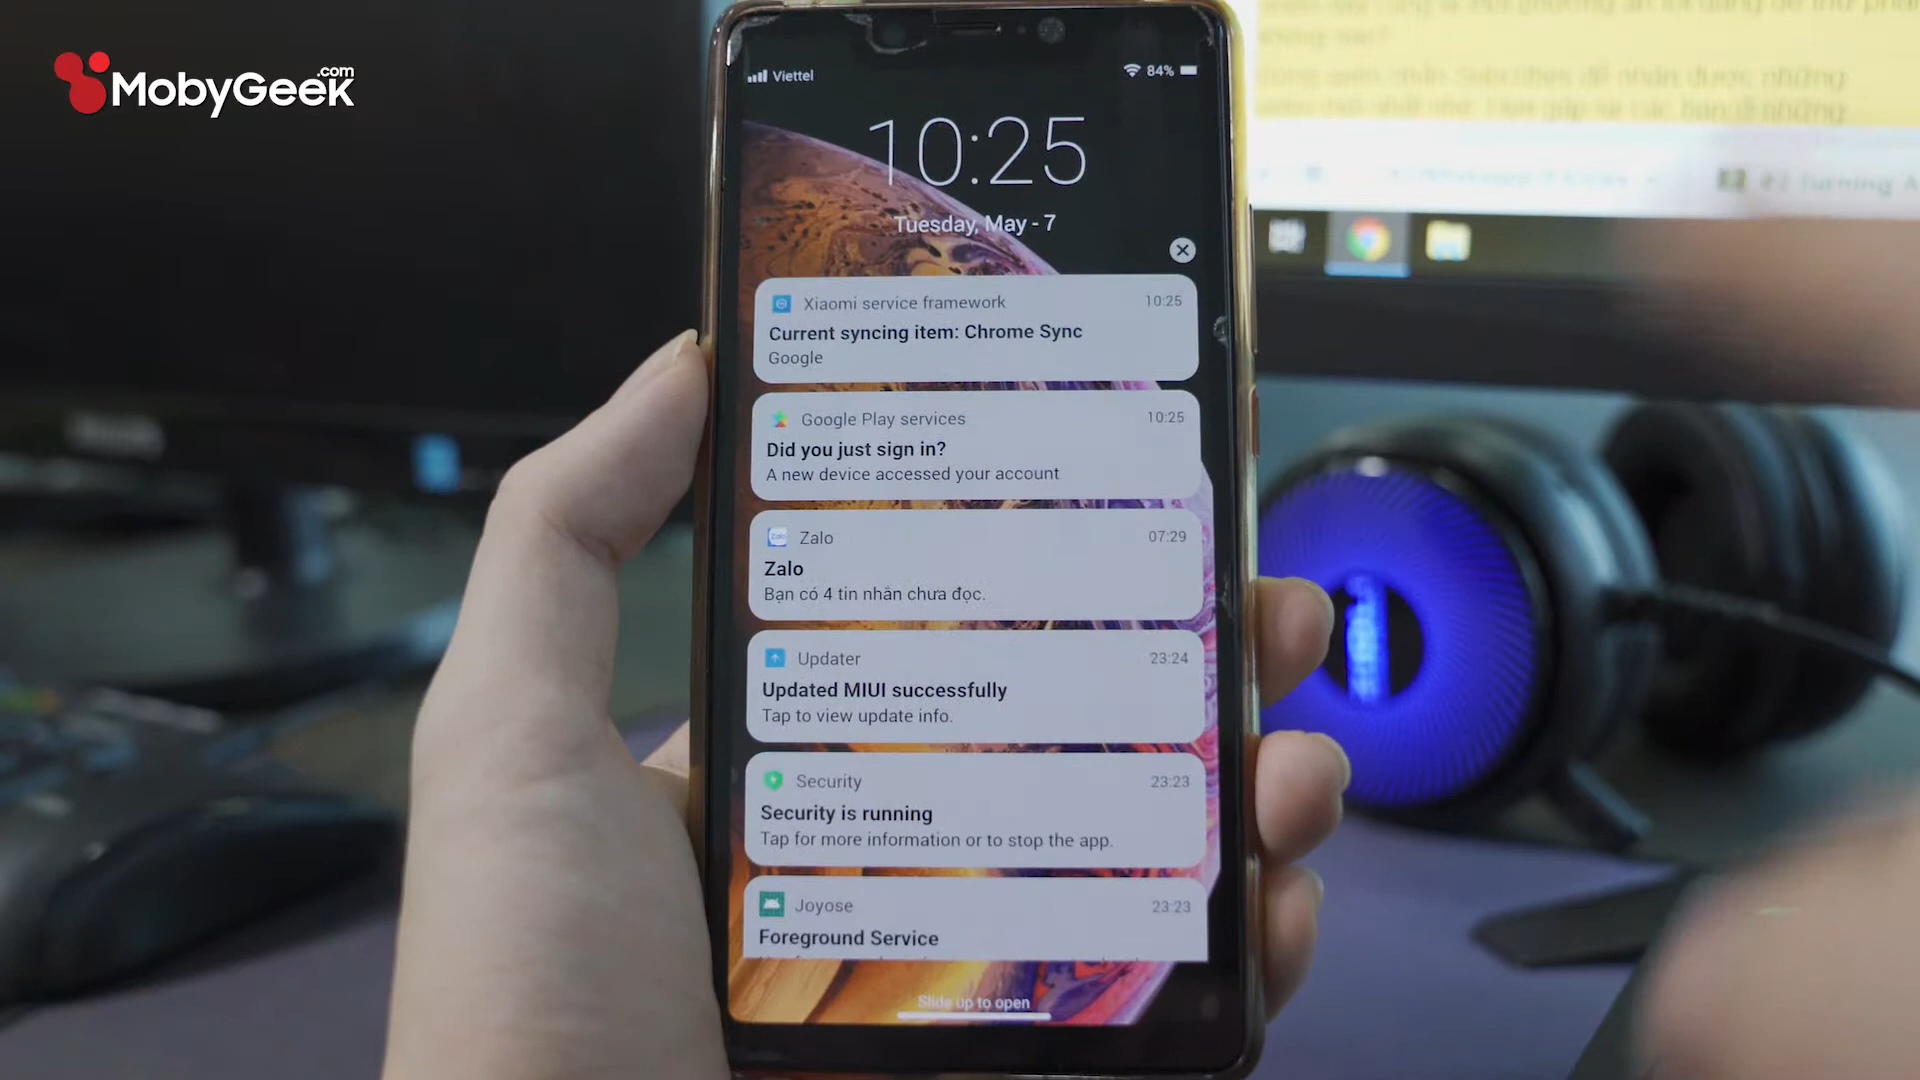 MobyGeek.com
Viettel
84%
10:25
Tuesday, May - 7
Xiaomi service framework 10:25
Current syncing item: Chrome Sync
Google
Google Play services 10:25
Did you just sign in?
A new device accessed your account
Zalo 07:29
Zalo
Bạn có 4 tin nhắn chưa đọc.
Updater 23:24
Updated MIUI successfully
Tap to view update info.
Security 23:23
Security is running
Tap for more information or to stop the app.
Joyose 23:23
Foreground Service
Slide up to open